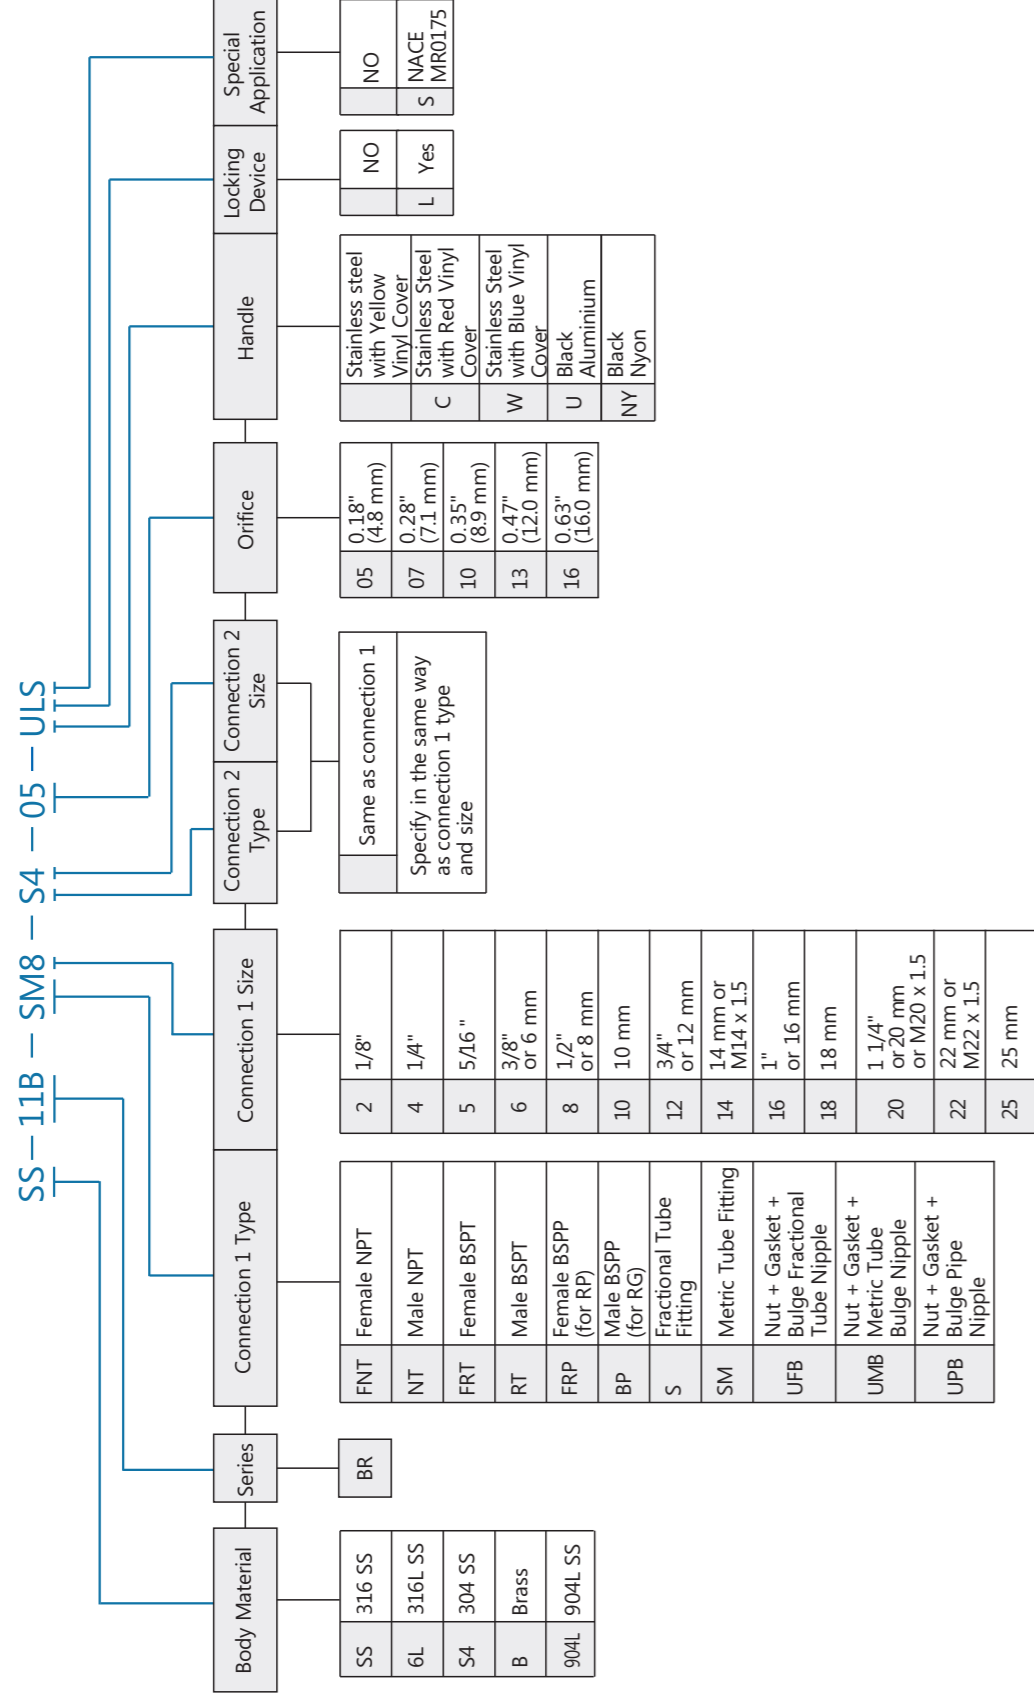 SS — 11B — SM8 — S4 — 05 — ULS
Body Material
SS 316 SS
6L 316L SS
S4 304 SS
B Brass
904L 904L SS
Series
BR
Connection 1 Type
FNT Female NPT
NT Male NPT
FRT Female BSPT
RT Male BSPT
FRP Female BSPP
(for RP)
BP Male BSPP
(for RG)
S Fractional Tube
Fitting
SM Metric Tube Fitting
UFB Nut + Gasket +
Bulge Fractional
Tube Nipple
UMB Nut + Gasket +
Metric Tube
Bulge Nipple
UPB Nut + Gasket +
Bulge Pipe
Nipple
Connection 1 Size
2 1/8"
4 1/4"
5 5/16 "
6 3/8"
or 6 mm
8 1/2"
or 8 mm
10 10 mm
12 3/4"
or 12 mm
14 14 mm or
M14 x 1.5
16 1"
or 16 mm
18 18 mm
20 1 1/4"
or 20 mm
or M20 x 1.5
22 22 mm or
M22 x 1.5
25 25 mm
Connection 2
Type
Connection 2
Size
Same as connection 1
Specify in the same way
as connection 1 type
and size
Orifice
05 0.18"
(4.8 mm)
07 0.28"
(7.1 mm)
10 0.35"
(8.9 mm)
13 0.47"
(12.0 mm)
16 0.63"
(16.0 mm)
Handle
Stainless steel
with Yellow
Vinyl Cover
C Stainless Steel
with Red Vinyl
Cover
W Stainless Steel
with Blue Vinyl
Cover
U Black
Aluminium
NY Black
Nyon
Locking
Device
NO
L Yes
Special
Application
NO
S NACE
MR0175